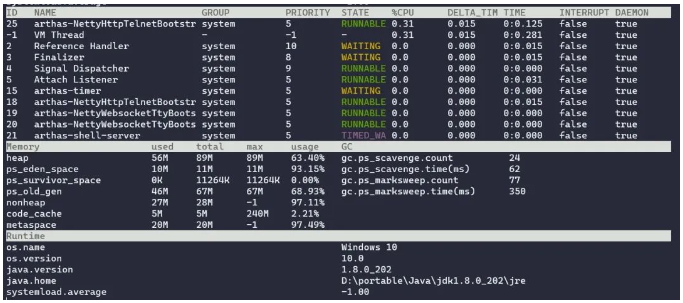 ID NAME GROUP PRIORITY STATE %CPU DELTA_TIM TIME INTERRUPT DAEMON
25 arthas-NettyHttpTelnetBootstr system 5 RUNNABLE 0.31 0.015 0:0.125 false true
-1 VM Thread - -1 - 0.31 0.015 0:0.281 false true
2 Reference Handler system 10 WAITING 0.0 0.000 0:0.015 false true
3 Finalizer system 8 WAITING 0.0 0.000 0:0.015 false true
4 Signal Dispatcher system 9 RUNNABLE 0.0 0.000 0:0.000 false true
5 Attach Listener system 5 RUNNABLE 0.0 0.000 0:0.031 false true
15 arthas-timer system 5 WAITING 0.0 0.000 0:0.000 false true
18 arthas-NettyHttpTelnetBootstr system 5 RUNNABLE 0.0 0.000 0:0.015 false true
19 arthas-NettyWebsocketTtyBoots system 5 RUNNABLE 0.0 0.000 0:0.000 false true
20 arthas-NettyWebsocketTtyBoots system 5 RUNNABLE 0.0 0.000 0:0.000 false true
21 arthas-shell-server system 5 TIMED_WA 0.0 0.000 0:0.000 false true
Memory used total max usage GC
heap 56M 89M 89M 63.40% gc.ps_scavenge.count 24
ps_eden_space 10M 11M 11M 93.15% gc.ps_scavenge.time(ms) 62
ps_survivor_space 0K 11264K 11264K 0.00% gc.ps_marksweep.count 77
ps_old_gen 46M 67M 67M 68.93% gc.ps_marksweep.time(ms) 350
nonheap 27M 28M -1 97.11%
code_cache 5M 5M 240M 2.21%
metaspace 20M 20M -1 97.49%
Runtime
os.name Windows 10
os.version 10.0
java.version 1.8.0_202
java.home D:\portable\Java\jdk1.8.0_202\jre
systemload.average -1.00